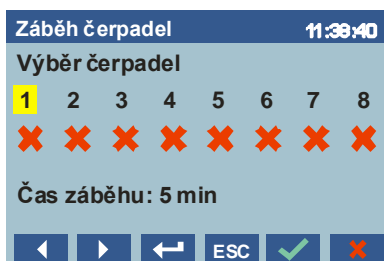 Záběh čerpadel 11:38:40
Výběr čerpadel
1 2 3 4 5 6 7 8
Čas záběhu: 5 min
ESC